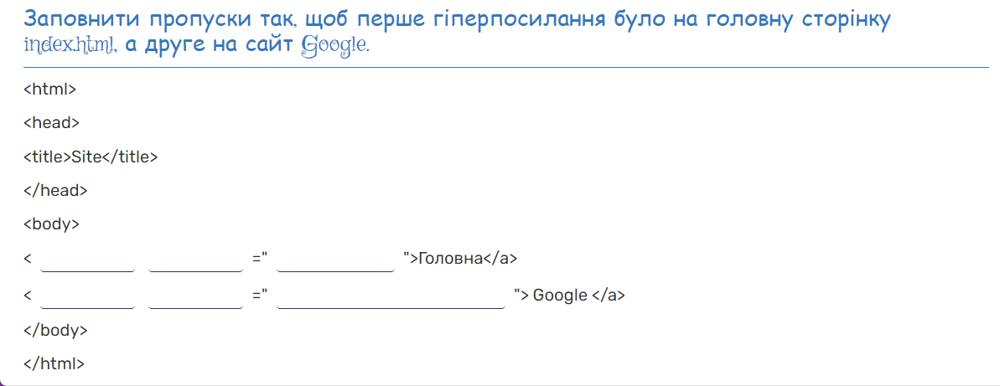 Заповнити пропуски так, щоб перше гіперпосилання було на головну сторінку
index.html, а друге на сайт Google.
<html>
<head>
<title>Site</title>
</head>
<body>
< =" ">Головна</a>
< =" "> Google </a>
</body>
</html>